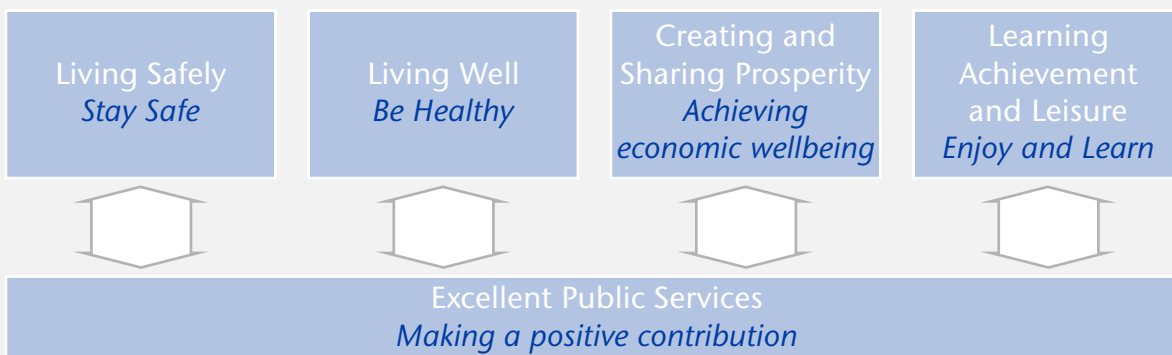 Living Safely
Stay Safe
Living Well
Be Healthy
Creating and
Sharing Prosperity
Achieving
economic wellbeing
Learning
Achievement
and Leisure
Enjoy and Learn
Excellent Public Services
Making a positive contribution